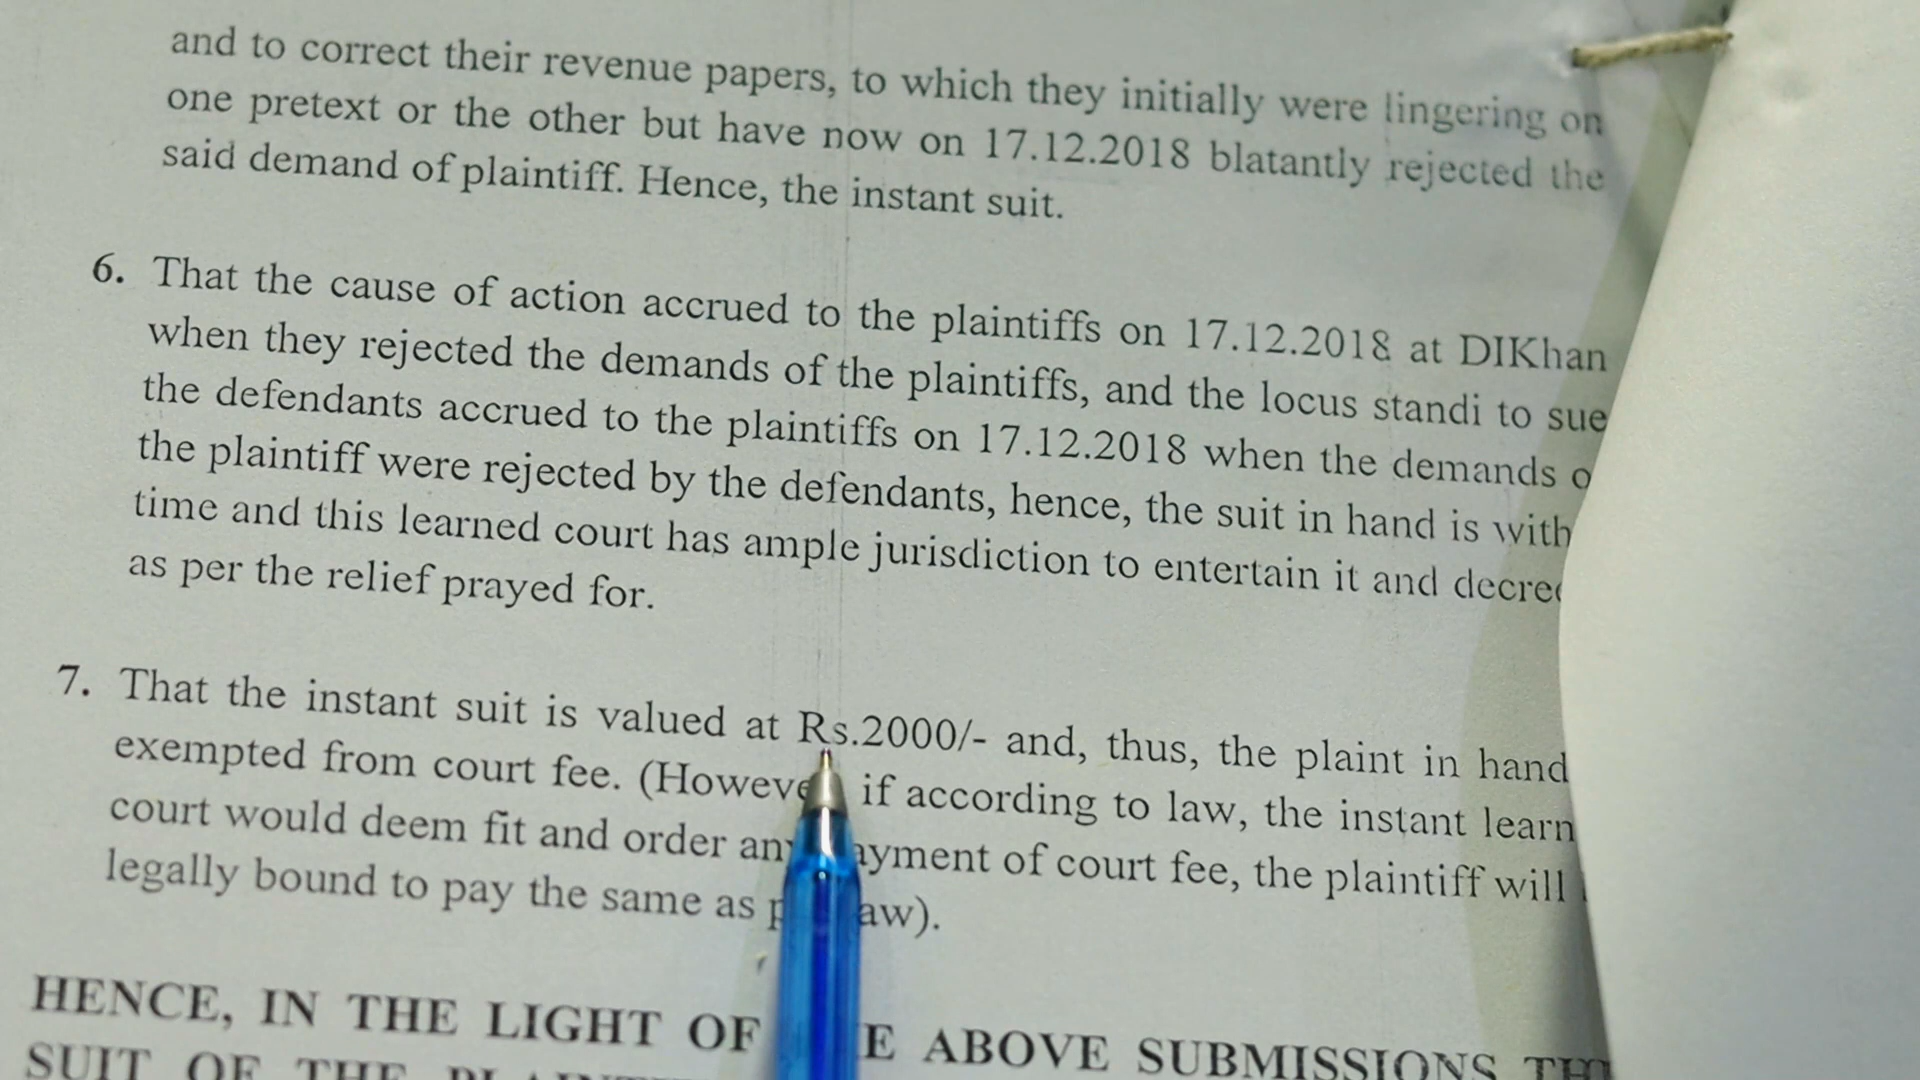 and to correct their revenue papers, to which they initially were lingering on
one pretext or the other but have now on 17.12.2018 blatantly rejected the
said demand of plaintiff. Hence, the instant suit.
6. That the cause of action accrued to the plaintiffs on 17.12.2018 at DIKhan
when they rejected the demands of the plaintiffs, and the locus standi to sue
the defendants accrued to the plaintiffs on 17.12.2018 when the demands
the plaintiff were rejected by the defendants, hence, the suit in hand is with
time and this learned court has ample jurisdiction to entertain it and
as per the relief prayed for.
7. That the instant suit is valued at Rs.2000/- and, thus, the plaint in hand
exempted from court fee. (However if according to law, the instant learn
court would deem fit and order any payment of court fee, the plaintiff will
legally bound to pay the same as law).
HENCE, IN THE LIGHT OF ABOVE SUBMISSIONS
SUIT OF THE